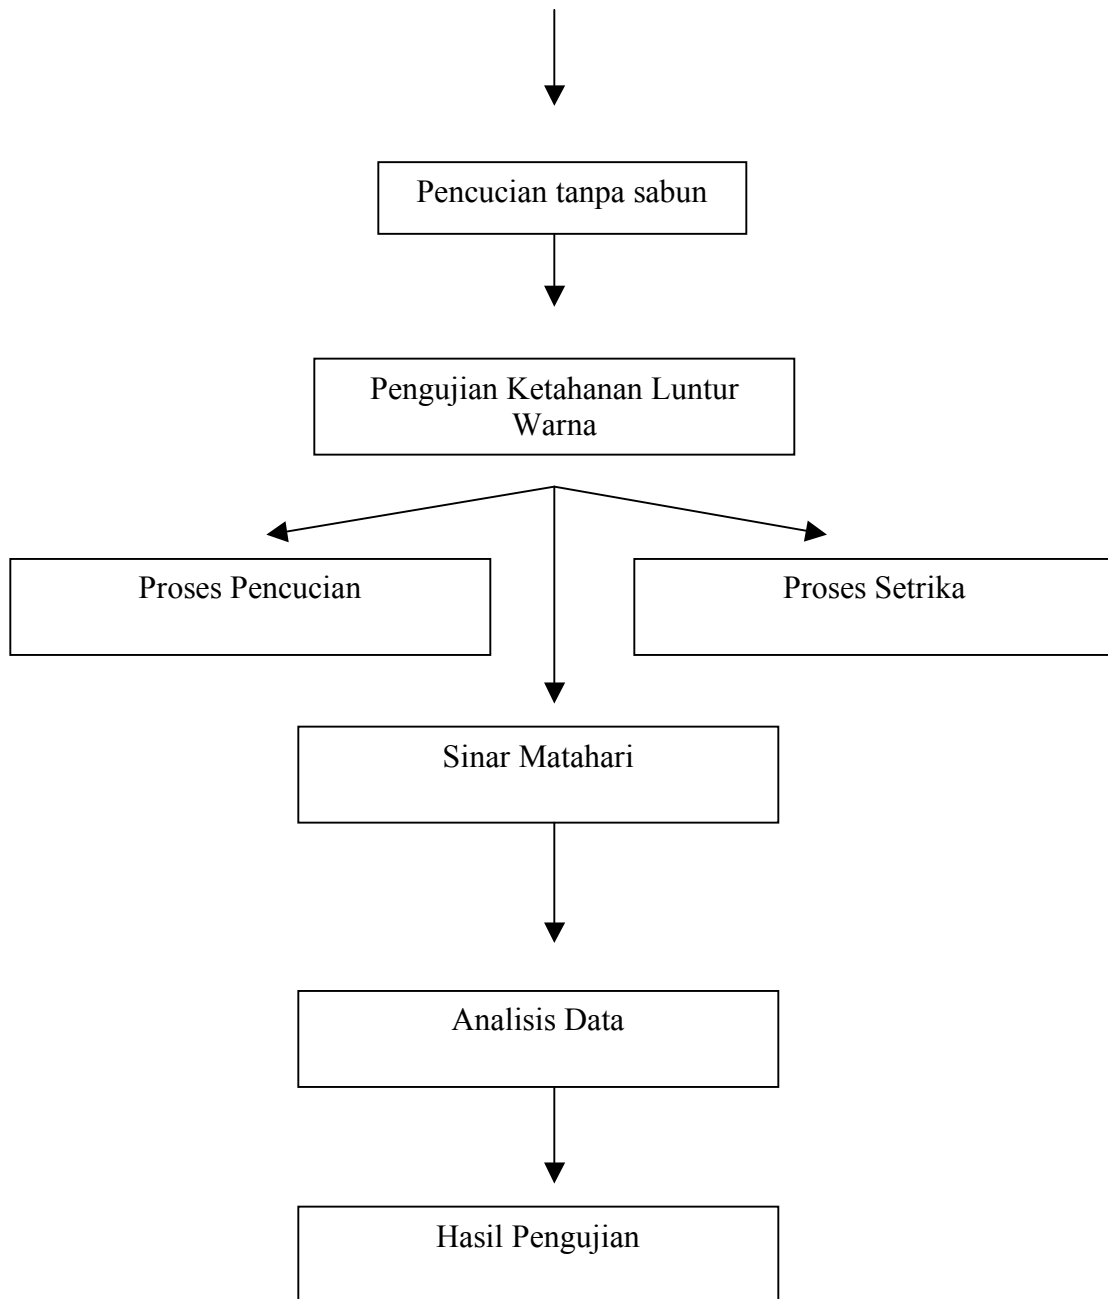 Pencucian tanpa sabun
Pengujian Ketahanan Luntur
Warna
Proses Pencucian
Proses Setrika
Sinar Matahari
Analisis Data
Hasil Pengujian